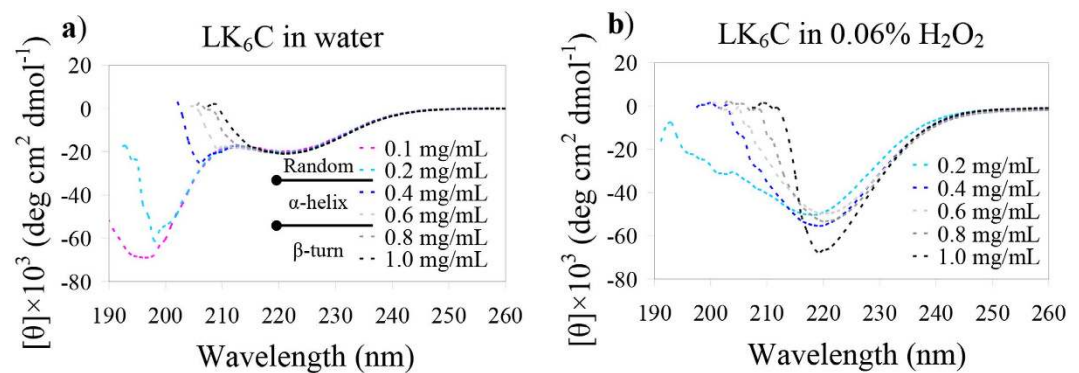 a)
LK₆C in water
[θ]×10³ (deg cm² dmol⁻¹)
20
0
-20
-40
-60
-80
Random
α-helix
β-turn
0.1 mg/mL
0.2 mg/mL
0.4 mg/mL
0.6 mg/mL
0.8 mg/mL
1.0 mg/mL
190 200 210 220 230 240 250 260
Wavelength (nm)
b)
LK₆C in 0.06% H₂O₂
[θ]×10³ (deg cm² dmol⁻¹)
20
0
-20
-40
-60
-80
0.2 mg/mL
0.4 mg/mL
0.6 mg/mL
0.8 mg/mL
1.0 mg/mL
190 200 210 220 230 240 250 260
Wavelength (nm)